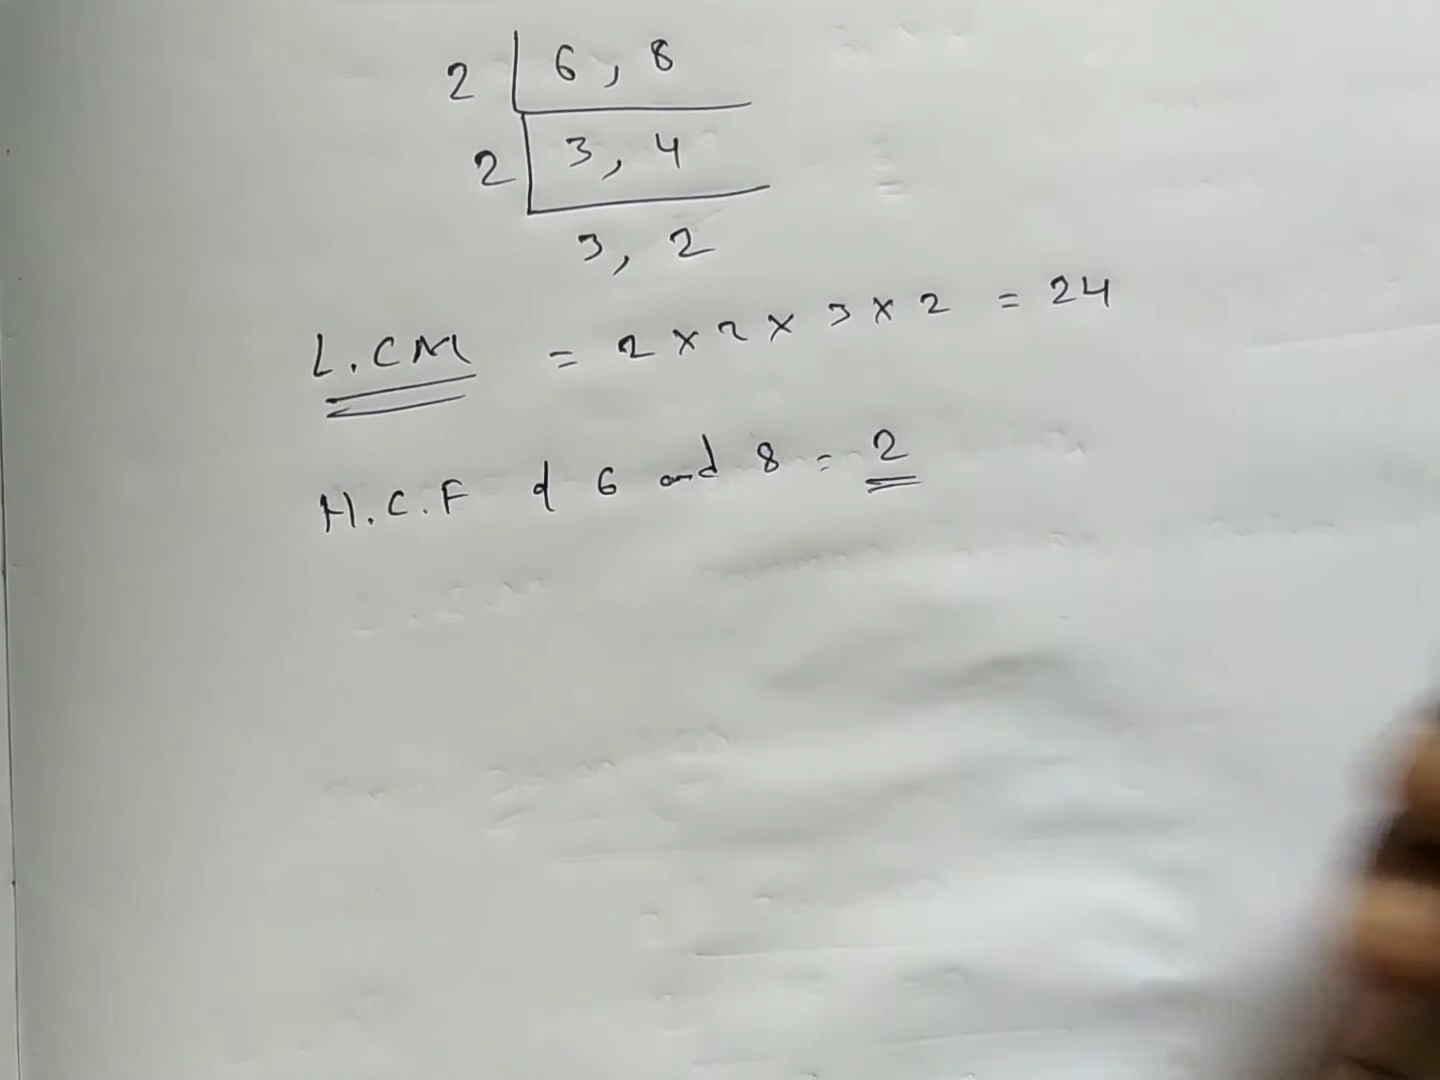 2 | 6, 8
2 | 3, 4
3, 2
L.CM = 2 x 2 x 3 x 2 = 24
H.C.F of 6 and 8 = 2